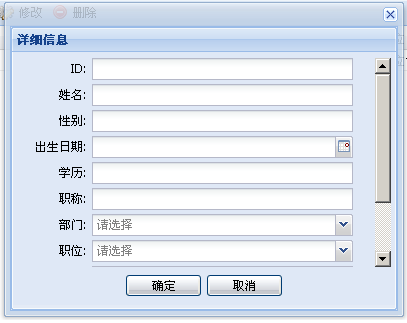 修改 删除
详细信息
ID:
姓名:
性别:
出生日期:
学历:
职称:
部门: 请选择
职位: 请选择
确定 取消